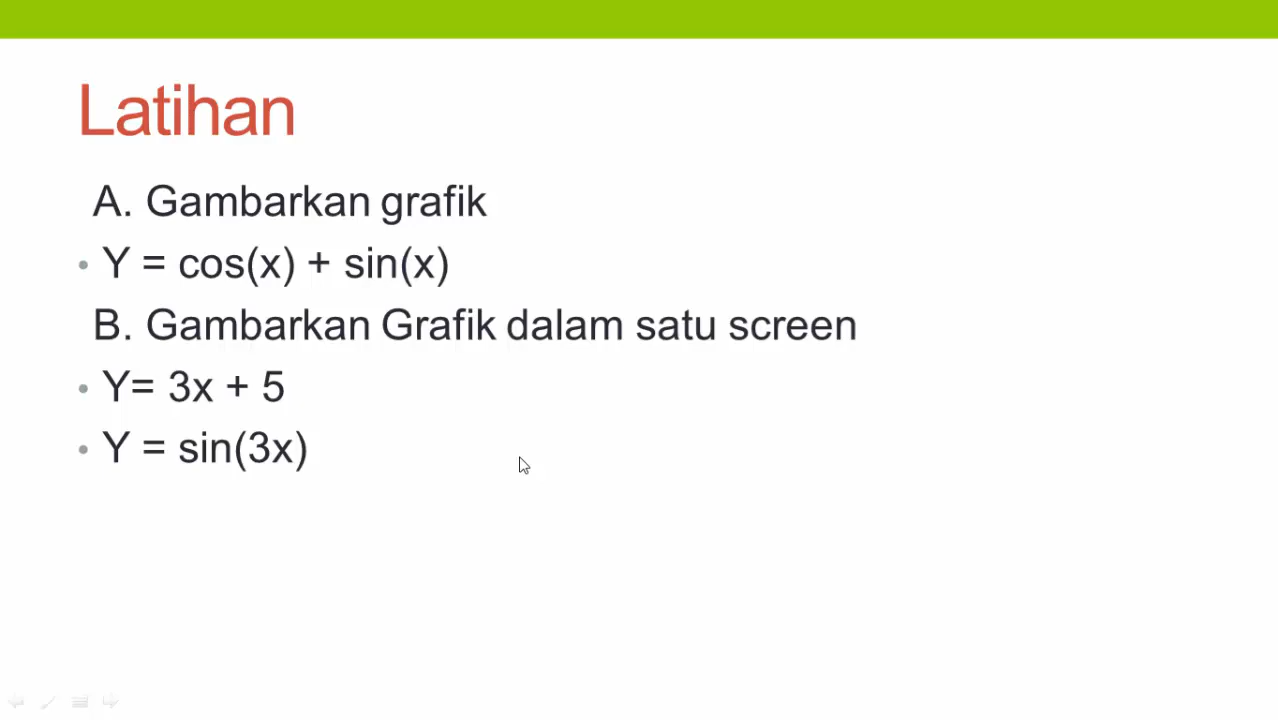 Latihan
A. Gambarkan grafik
• Y = cos(x) + sin(x)
B. Gambarkan Grafik dalam satu screen
• Y= 3x + 5
• Y = sin(3x)